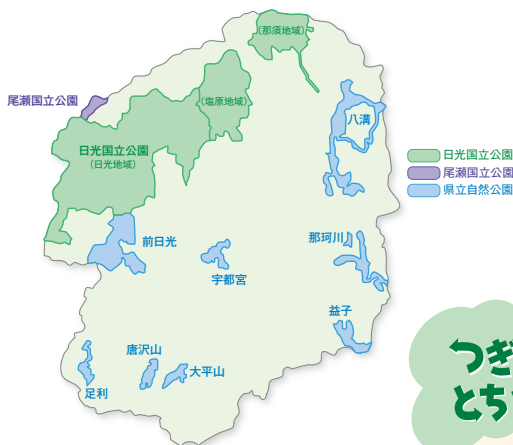 (那須地域)
尾瀬国立公園
(塩原地域)
八溝
日光国立公園
(日光地域)
日光国立公園
尾瀬国立公園
県立自然公園
前日光
那珂川
宇都宮
益子
唐沢山
大平山
足利
つぎ
とち